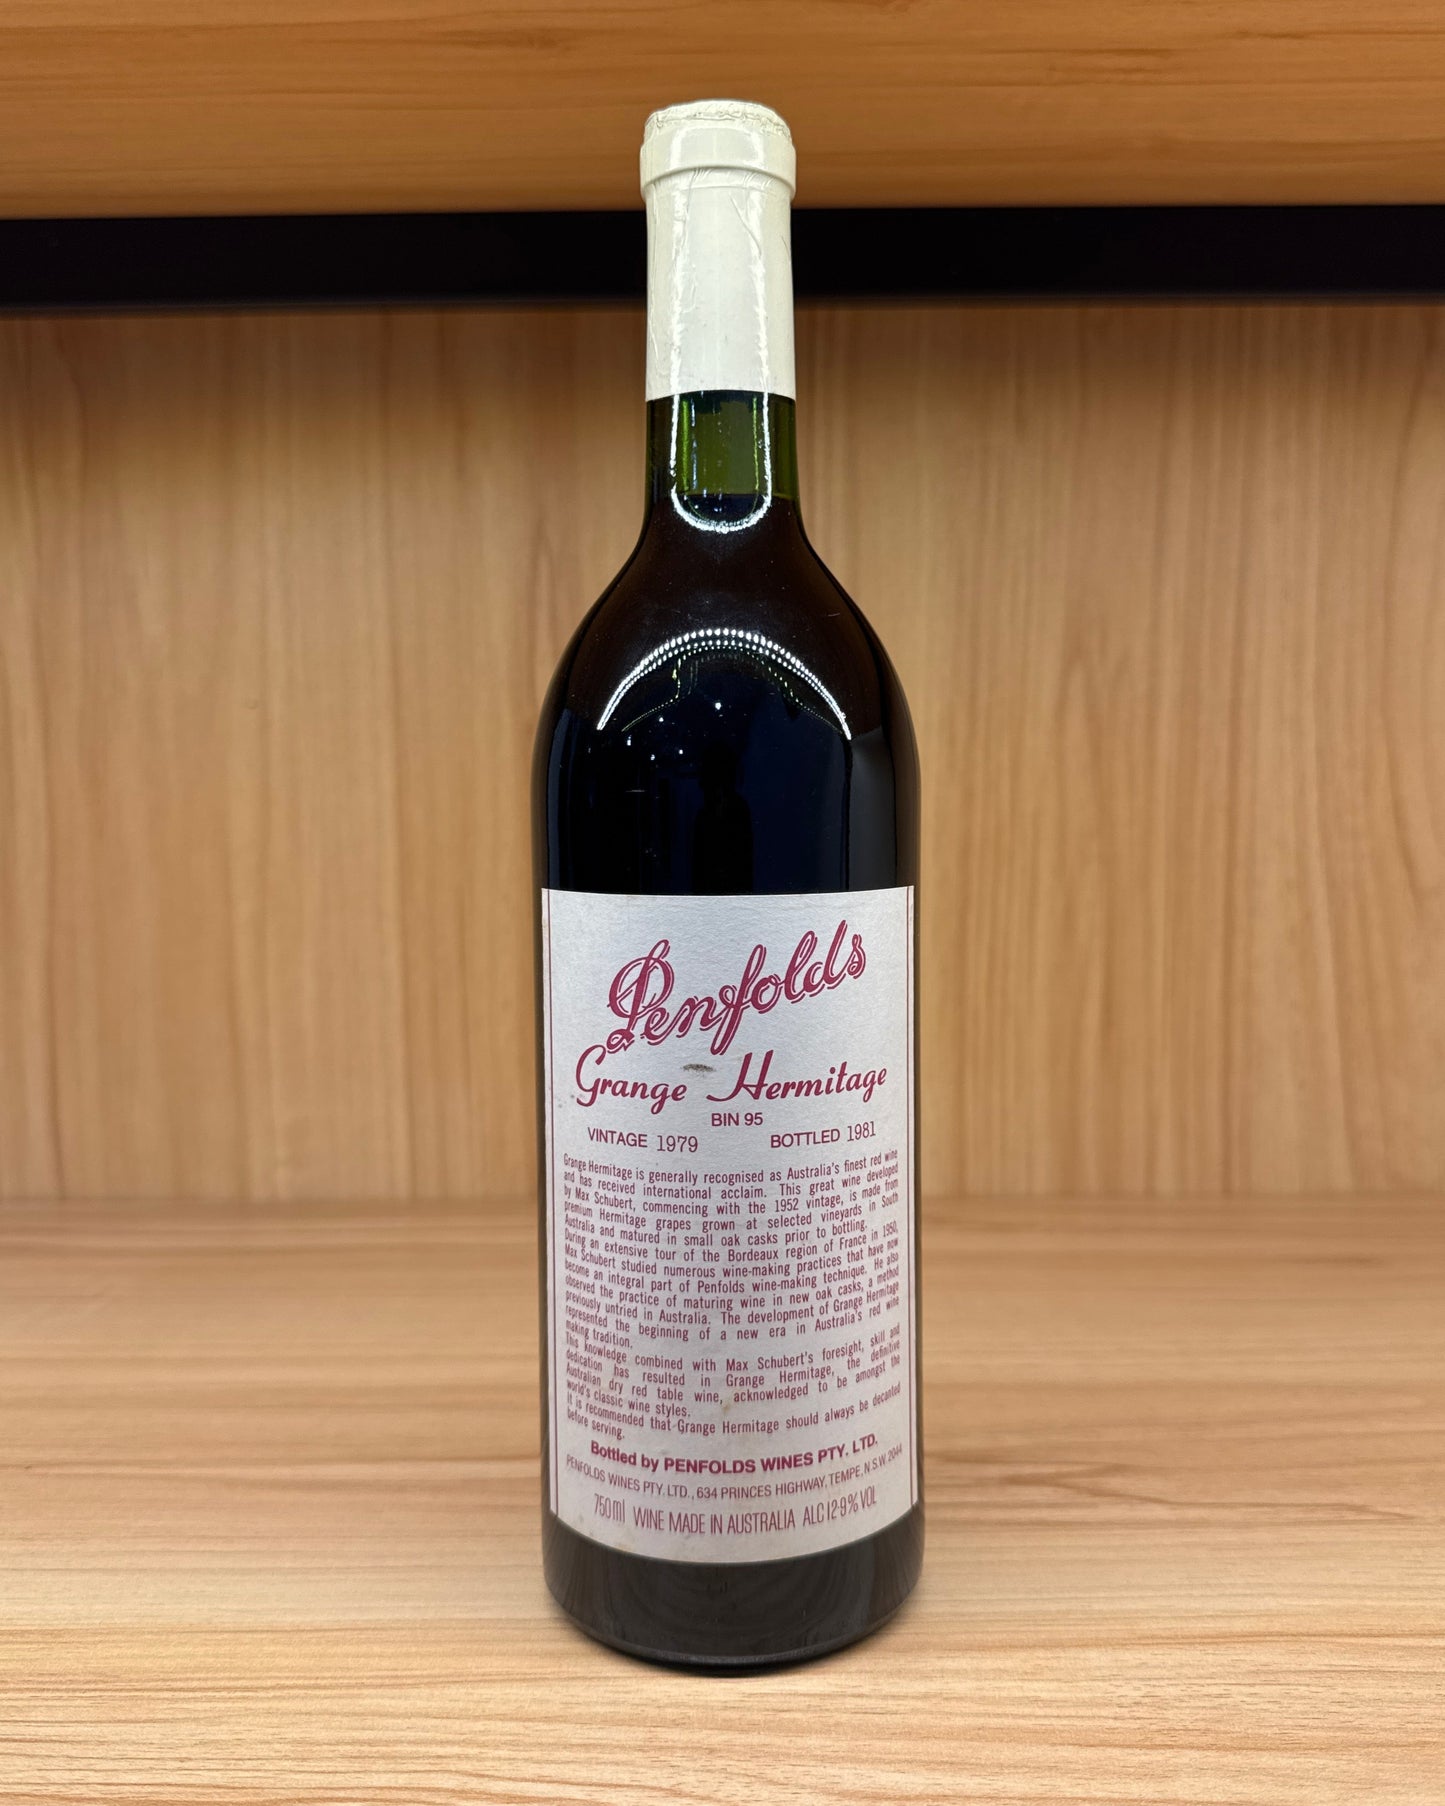 Penfolds
Grange Hermitage
BIN 95
VINTAGE 1979 BOTTLED 1981
Grange Hermitage is generally recognised as Australia's finest red wine
and has received international acclaim. This great wine developed
by Max Schubert, commencing with the 1952 vintage, is made from
premium Hermitage grapes grown at selected vineyards in South
Australia and matured in small oak casks prior to bottling.
During an extensive tour of the Bordeaux region of France in 1950,
Max Schubert studied numerous wine-making practices that have now
become an integral part of Penfolds wine-making technique. He also
observed the practice of maturing wine in new oak casks, a method
previously untried in Australia. The development of Grange Hermitage
represented the beginning of a new era in Australia's red wine
making tradition.
This knowledge combined with Max Schubert's foresight, skill and
dedication has resulted in Grange Hermitage, the definitive
Australian dry red table wine, acknowledged to be amongst the
world's classic wine styles.
It is recommended that Grange Hermitage should always be decanted
before serving.
Bottled by PENFOLDS WINES PTY. LTD.
PENFOLDS WINES PTY. LTD., 634 PRINCES HIGHWAY, TEMPE, N.S.W. 2044
750ml WINE MADE IN AUSTRALIA ALC 12·9% VOL